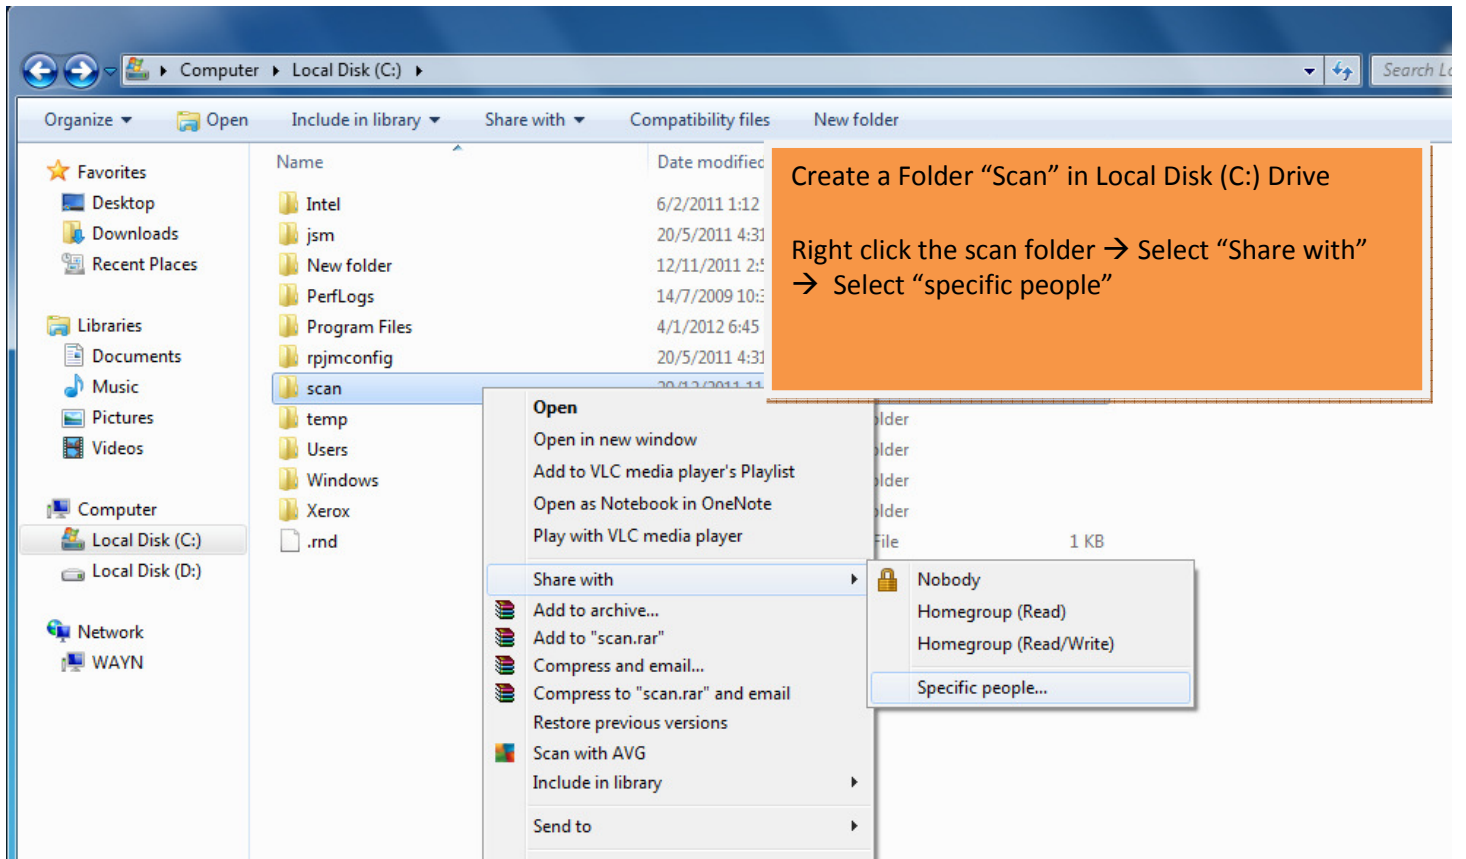 Computer ▸ Local Disk (C:) ▸
Search
Organize Open Include in library Share with Compatibility files New folder
Name Date modified
Favorites
Desktop
Downloads
Recent Places
Libraries
Documents
Music
Pictures
Videos
Computer
Local Disk (C:)
Local Disk (D:)
Network
WAYN
Intel 6/2/2011 1:12
jsm 20/5/2011 4:31
New folder 12/11/2011
PerfLogs 14/7/2009
Program Files 4/1/2012 6:45
rpjmconfig 20/5/2011 4:31
scan
temp
Users
Windows
Xerox
.rnd File 1 KB
Create a Folder “Scan” in Local Disk (C:) Drive
Right click the scan folder → Select “Share with”
→ Select “specific people”
Open
Open in new window
Add to VLC media player's Playlist
Open as Notebook in OneNote
Play with VLC media player
Share with
Add to archive...
Add to "scan.rar"
Compress and email...
Compress to "scan.rar" and email
Restore previous versions
Scan with AVG
Include in library
Send to
Nobody
Homegroup (Read)
Homegroup (Read/Write)
Specific people...